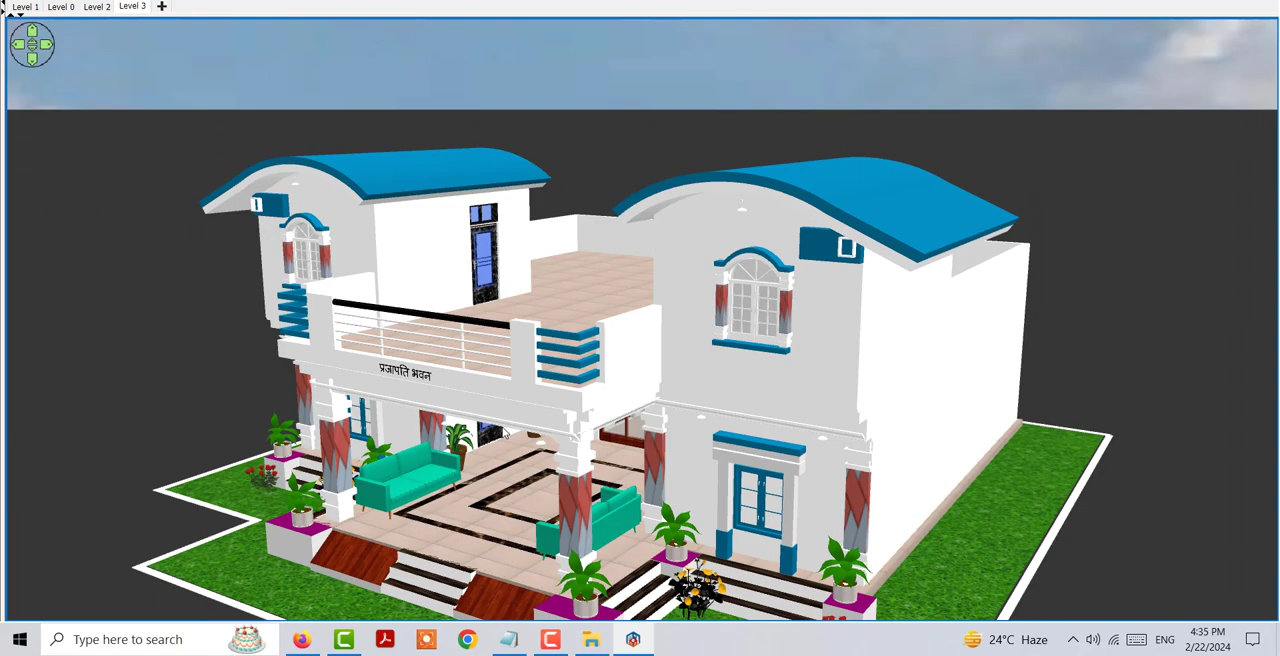 Level 1 Level 0 Level 2 Level 3
प्रजापति भवन
Type here to search
24°C Haze
ENG
4:35 PM
2/22/2024